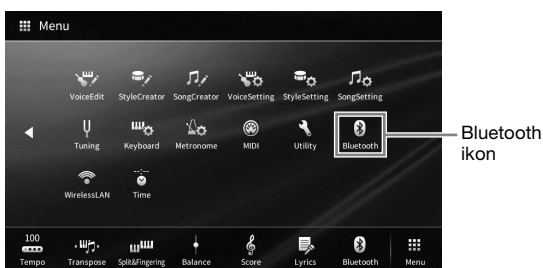 Menu
VoiceEdit StyleCreator SongCreator VoiceSetting StyleSetting SongSetting
Tuning Keyboard Metronome MIDI Utility Bluetooth
Bluetooth
ikon
WirelessLAN Time
100
Tempo Transpose Split&Fingering Balance Score Lyrics Bluetooth Menu